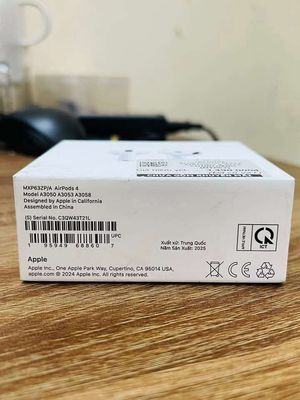 MXP63ZP/A AirPods 4
Model A3050 A3053 A3058
Designed by Apple in California
Assembled in China
(S) Serial No. C3QW43T21L
UPC
1 95949 68860 7
Xuất xứ: Trung Quốc
Năm Sản Xuất: 2025
ICT
Apple
Apple Inc., One Apple Park Way, Cupertino, CA 95014 USA,
apple.com © 2024 Apple Inc. All rights reserved.